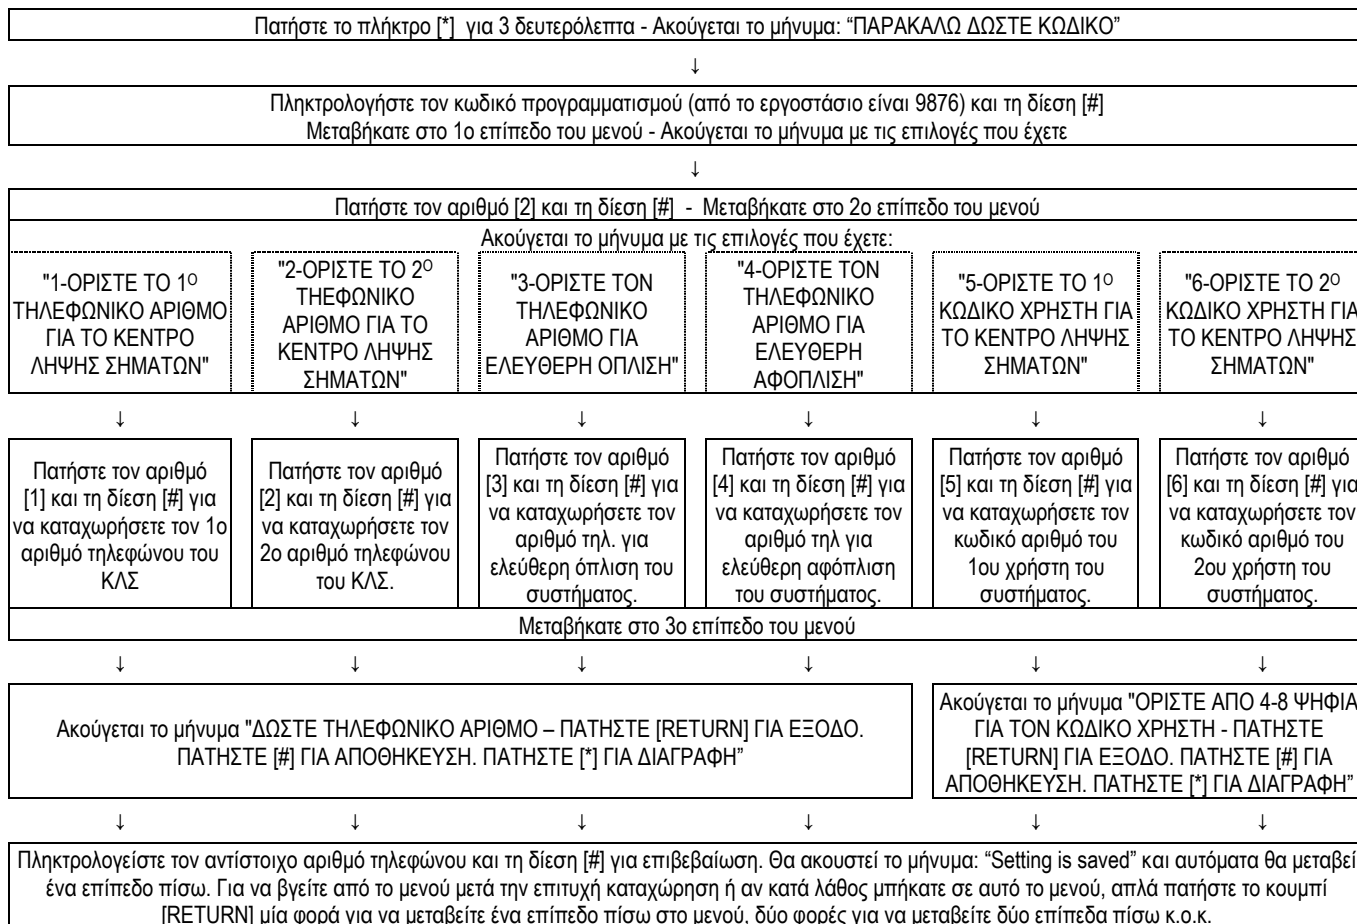 Πατήστε το πλήκτρο [*] για 3 δευτερόλεπτα - Ακούγεται το μήνυμα: “ΠΑΡΑΚΑΛΩ ΔΩΣΤΕ ΚΩΔΙΚΟ”
↓
Πληκτρολογήστε τον κωδικό προγραμματισμού (από το εργοστάσιο είναι 9876) και τη δίεση [#]
Μεταβήκατε στο 1ο επίπεδο του μενού - Ακούγεται το μήνυμα με τις επιλογές που έχετε
↓
Πατήστε τον αριθμό [2] και τη δίεση [#] - Μεταβήκατε στο 2ο επίπεδο του μενού
Ακούγεται το μήνυμα με τις επιλογές που έχετε:
"1-ΟΡΙΣΤΕ ΤΟ 1Ο
ΤΗΛΕΦΩΝΙΚΟ ΑΡΙΘΜΟ
ΓΙΑ ΤΟ ΚΕΝΤΡΟ
ΛΗΨΗΣ ΣΗΜΑΤΩΝ"
"2-ΟΡΙΣΤΕ ΤΟ 2Ο
ΤΗΕΦΩΝΙΚΟ
ΑΡΙΘΜΟ ΓΙΑ ΤΟ
ΚΕΝΤΡΟ ΛΗΨΗΣ
ΣΗΜΑΤΩΝ"
"3-ΟΡΙΣΤΕ ΤΟΝ
ΤΗΛΕΦΩΝΙΚΟ
ΑΡΙΘΜΟ ΓΙΑ
ΕΛΕΥΘΕΡΗ ΟΠΛΙΣΗ"
"4-ΟΡΙΣΤΕ ΤΟΝ
ΤΗΛΕΦΩΝΙΚΟ
ΑΡΙΘΜΟ ΓΙΑ
ΕΛΕΥΘΕΡΗ
ΑΦΟΠΛΙΣΗ"
"5-ΟΡΙΣΤΕ ΤΟ 1Ο
ΚΩΔΙΚΟ ΧΡΗΣΤΗ ΓΙΑ
ΤΟ ΚΕΝΤΡΟ ΛΗΨΗΣ
ΣΗΜΑΤΩΝ"
"6-ΟΡΙΣΤΕ ΤΟ 2Ο
ΚΩΔΙΚΟ ΧΡΗΣΤΗ ΓΙΑ
ΤΟ ΚΕΝΤΡΟ ΛΗΨΗΣ
ΣΗΜΑΤΩΝ"
↓ ↓ ↓ ↓ ↓ ↓
Πατήστε τον αριθμό
[1] και τη δίεση [#] για
να καταχωρήσετε τον 1ο
αριθμό τηλεφώνου του
ΚΛΣ
Πατήστε τον αριθμό
[2] και τη δίεση [#] για
να καταχωρήσετε τον
2ο αριθμό τηλεφώνου
του ΚΛΣ.
Πατήστε τον αριθμό
[3] και τη δίεση [#] για
να καταχωρήσετε τον
αριθμό τηλ. για
ελεύθερη όπλιση του
συστήματος.
Πατήστε τον αριθμό
[4] και τη δίεση [#] για
να καταχωρήσετε τον
αριθμό τηλ για
ελεύθερη αφόπλιση
του συστήματος.
Πατήστε τον αριθμό
[5] και τη δίεση [#] για
να καταχωρήσετε τον
κωδικό αριθμό του
1ου χρήστη του
συστήματος.
Πατήστε τον αριθμό
[6] και τη δίεση [#] για
να καταχωρήσετε τον
κωδικό αριθμό του
2ου χρήστη του
συστήματος.
Μεταβήκατε στο 3ο επίπεδο του μενού
↓ ↓ ↓ ↓ ↓ ↓
Ακούγεται το μήνυμα "ΔΩΣΤΕ ΤΗΛΕΦΩΝΙΚΟ ΑΡΙΘΜΟ – ΠΑΤΗΣΤΕ [RETURN] ΓΙΑ ΕΞΟΔΟ.
ΠΑΤΗΣΤΕ [#] ΓΙΑ ΑΠΟΘΗΚΕΥΣΗ. ΠΑΤΗΣΤΕ [*] ΓΙΑ ΔΙΑΓΡΑΦΗ”
Ακούγεται το μήνυμα "ΟΡΙΣΤΕ ΑΠΟ 4-8 ΨΗΦΙΑ
ΓΙΑ ΤΟΝ ΚΩΔΙΚΟ ΧΡΗΣΤΗ - ΠΑΤΗΣΤΕ
[RETURN] ΓΙΑ ΕΞΟΔΟ. ΠΑΤΗΣΤΕ [#] ΓΙΑ
ΑΠΟΘΗΚΕΥΣΗ. ΠΑΤΗΣΤΕ [*] ΓΙΑ ΔΙΑΓΡΑΦΗ”
↓ ↓ ↓ ↓ ↓ ↓
Πληκτρολογείστε τον αντίστοιχο αριθμό τηλεφώνου και τη δίεση [#] για επιβεβαίωση. Θα ακουστεί το μήνυμα: “Setting is saved” και αυτόματα θα μεταβεί
ένα επίπεδο πίσω. Για να βγείτε από το μενού μετά την επιτυχή καταχώρηση ή αν κατά λάθος μπήκατε σε αυτό το μενού, απλά πατήστε το κουμπί
[RETURN] μία φορά για να μεταβείτε ένα επίπεδο πίσω στο μενού, δύο φορές για να μεταβείτε δύο επίπεδα πίσω κ.ο.κ.